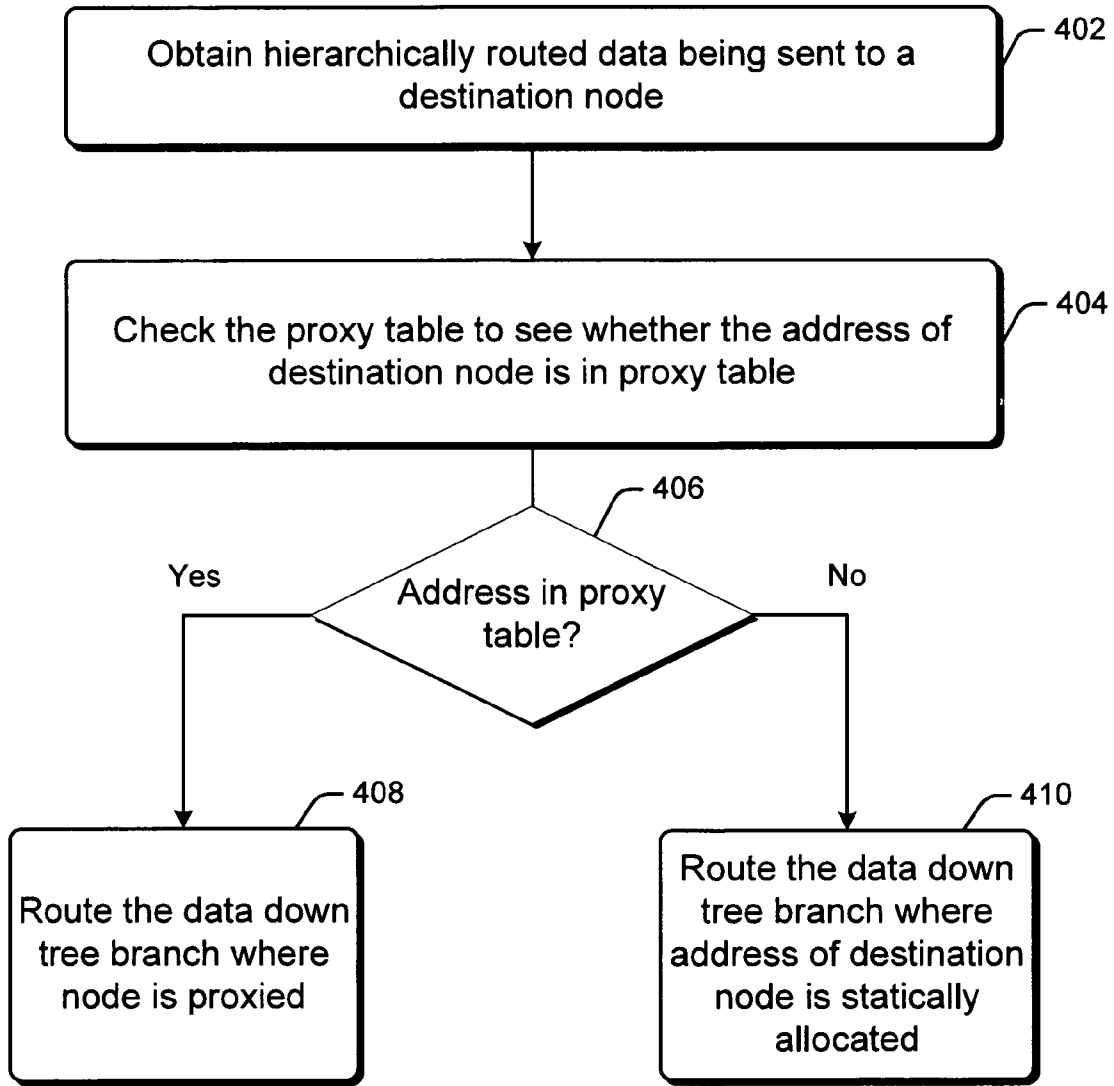 Obtain hierarchically routed data being sent to a
destination node
402
Check the proxy table to see whether the address of
destination node is in proxy table
404
406
Address in proxy
table?
Yes
No
408
Route the data down
tree branch where
node is proxied
410
Route the data down
tree branch where
address of destination
node is statically
allocated